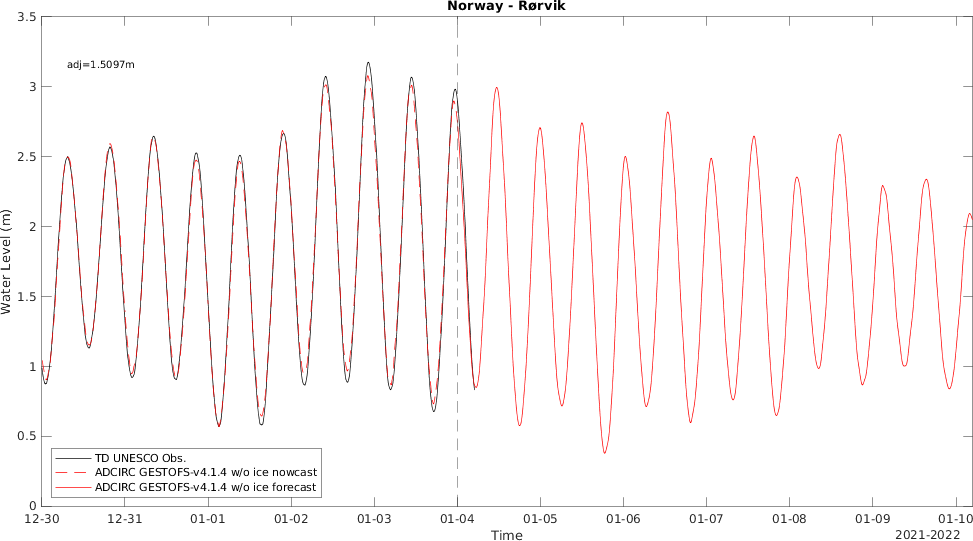 Norway - Rørvik
3.5
adj=1.5097m
3
2.5
2
1.5
1
0.5
0
Water Level (m)
TD UNESCO Obs.
ADCIRC GESTOFS-v4.1.4 w/o ice nowcast
ADCIRC GESTOFS-v4.1.4 w/o ice forecast
12-30 12-31 01-01 01-02 01-03 01-04 01-05 01-06 01-07 01-08 01-09 01-10
Time
2021-2022